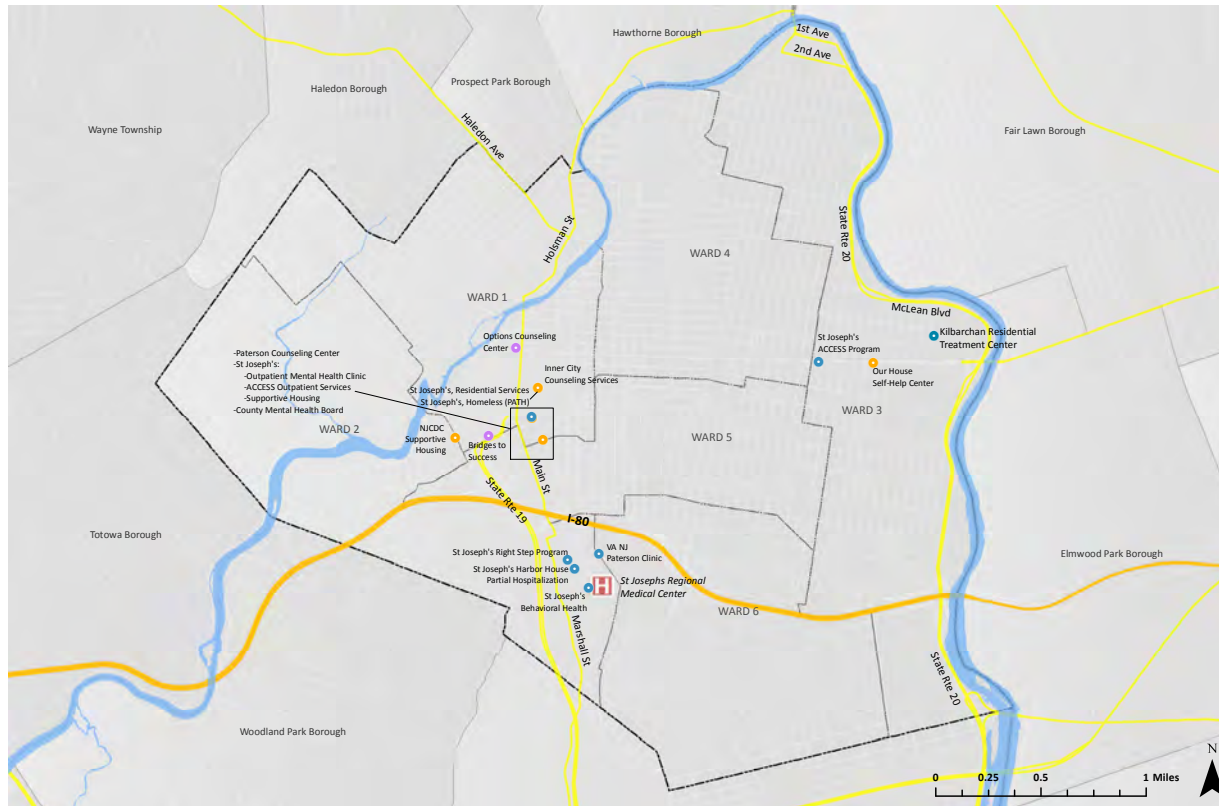 Hawthorne Borough
1st Ave
2nd Ave
Prospect Park Borough
Haledon Borough
Wayne Township
Fair Lawn Borough
Haledon Ave
State Rte 20
Holsman St
WARD 4
WARD 1
McLean Blvd
Options Counseling
Center
St Joseph's
ACCESS Program
Kilbarchan Residential
Treatment Center
-Paterson Counseling Center
-St Joseph's:
-Outpatient Mental Health Clinic
-ACCESS Outpatient Services
-Supportive Housing
-County Mental Health Board
Inner City
Counseling Services
Our House
Self-Help Center
St Joseph's, Residential Services
St Joseph's, Homeless (PATH)
WARD 3
WARD 2
NJCDC
Supportive
Housing
Bridges to
Success
WARD 5
Main St
State Rte 19
I-80
Totowa Borough
Elmwood Park Borough
St Joseph's Right Step Program
VA NJ
Paterson Clinic
St Joseph's Harbor House
Partial Hospitalization
H
St Josephs Regional
Medical Center
St Joseph's
Behavioral Health
WARD 6
Marshall St
State Rte 20
Woodland Park Borough
N
0 0.25 0.5 1 Miles